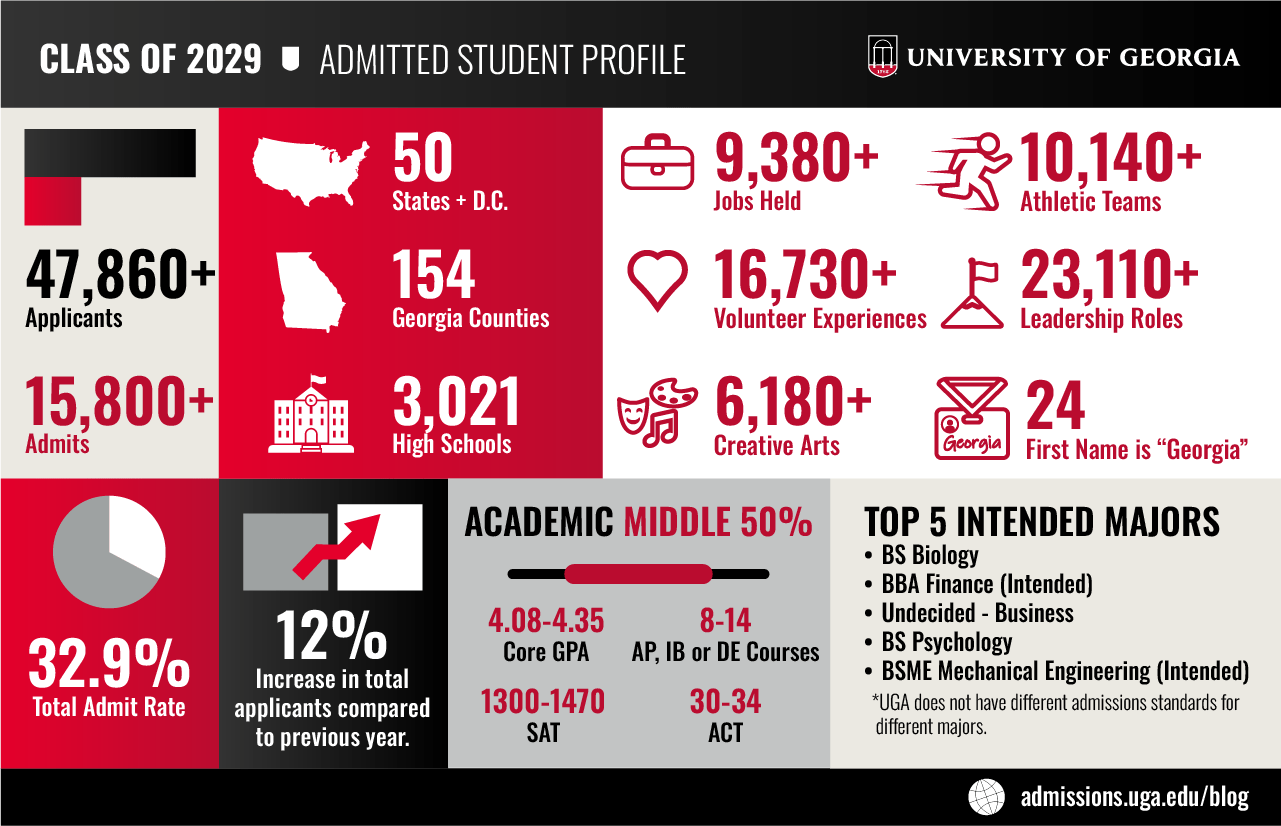 CLASS OF 2029 ADMITTED STUDENT PROFILE
1785
UNIVERSITY OF GEORGIA
47,860+
Applicants
15,800+
Admits
50
States + D.C.
154
Georgia Counties
3,021
High Schools
9,380+
Jobs Held
10,140+
Athletic Teams
16,730+
Volunteer Experiences
23,110+
Leadership Roles
6,180+
Creative Arts
Georgia
24
First Name is “Georgia”
32.9%
Total Admit Rate
12%
Increase in total
applicants compared
to previous year.
ACADEMIC MIDDLE 50%
4.08-4.35
Core GPA
8-14
AP, IB or DE Courses
1300-1470
SAT
30-34
ACT
TOP 5 INTENDED MAJORS
• BS Biology
• BBA Finance (Intended)
• Undecided - Business
• BS Psychology
• BSME Mechanical Engineering (Intended)
*UGA does not have different admissions standards for
different majors.
admissions.uga.edu/blog